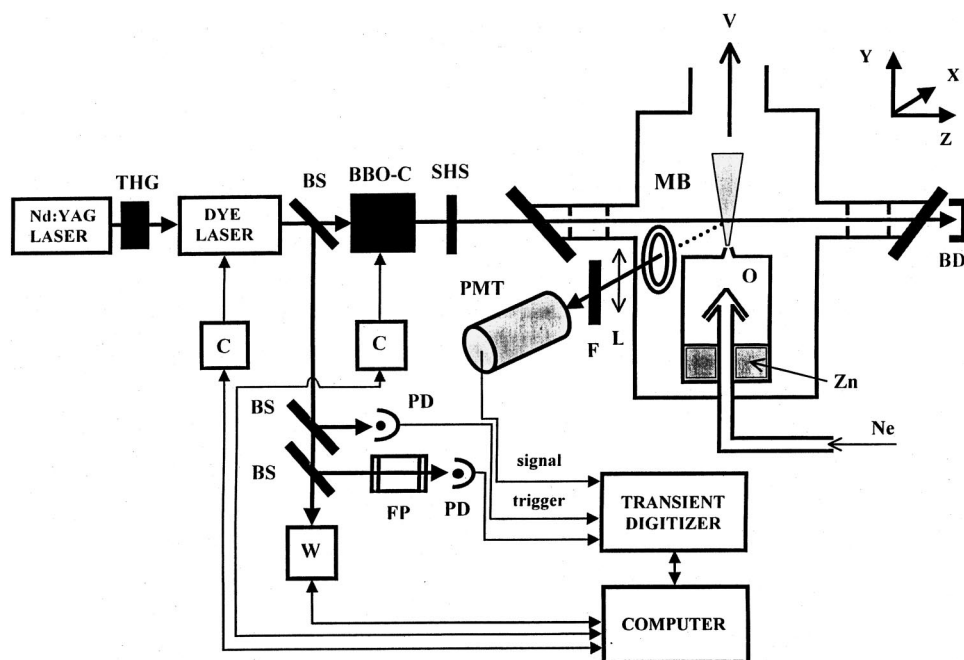 V
Y
X
Z
THG
BS
BBO-C
SHS
MB
Nd:YAG
LASER
DYE
LASER
BD
O
PMT
F
L
C
C
Zn
BS
PD
Ne
BS
signal
FP
PD
trigger
TRANSIENT
DIGITIZER
W
COMPUTER